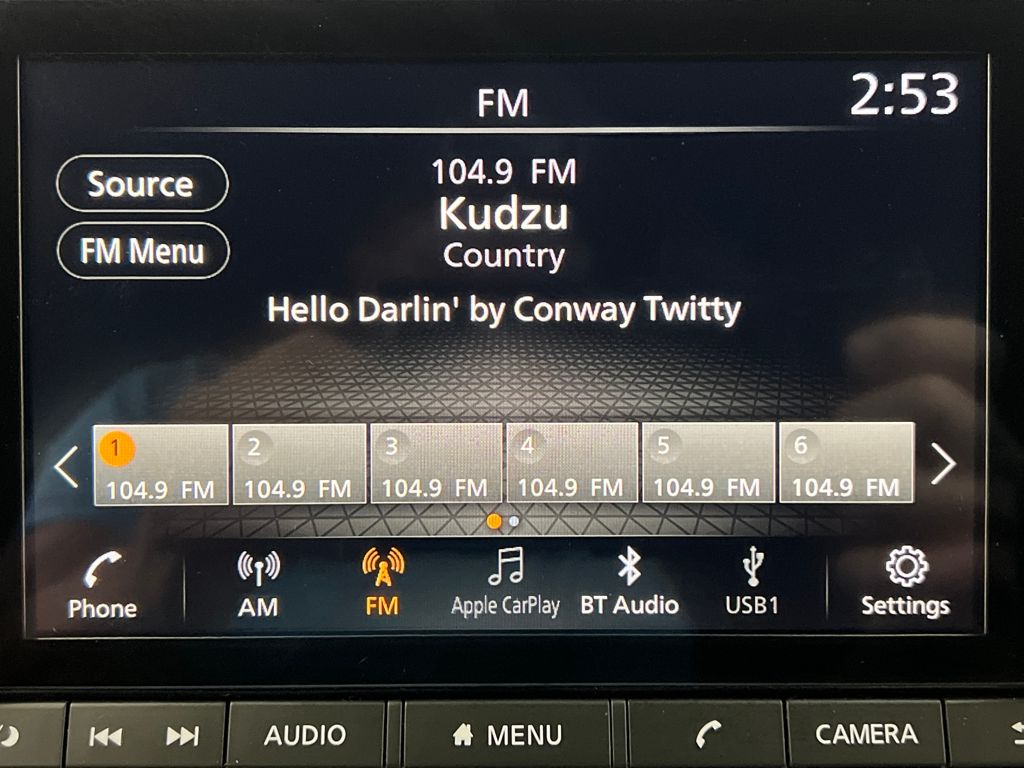 FM
2:53
Source
FM Menu
104.9 FM
Kudzu
Country
Hello Darlin' by Conway Twitty
1 2 3 4 5 6
104.9 FM 104.9 FM 104.9 FM 104.9 FM 104.9 FM 104.9 FM
Phone AM FM Apple CarPlay BT Audio USB1 Settings
AUDIO MENU CAMERA